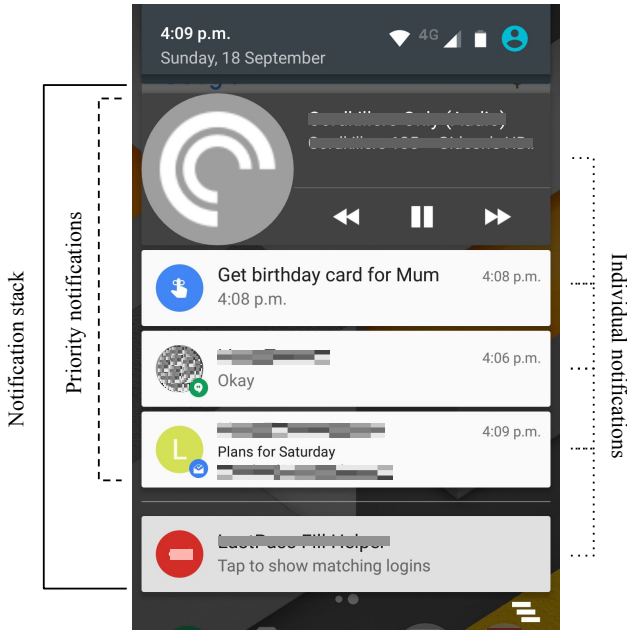 4:09 p.m.
4G
Sunday, 18 September
Notification stack
Priority notifications
Individual notifications
Get birthday card for Mum
4:08 p.m.
4:08 p.m.
4:06 p.m.
Okay
4:09 p.m.
L
Plans for Saturday
Tap to show matching logins